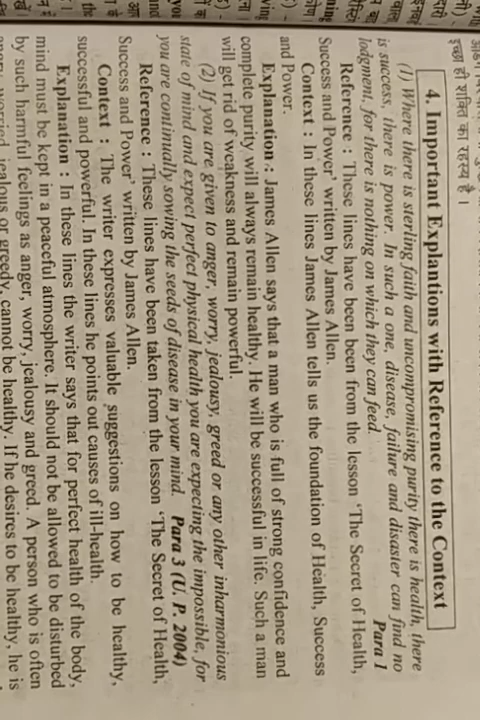 इच्छा ही शक्ति का रहस्य है।
4. Important Explantions with Reference to the Context
(1) Where there is sterling faith and uncompromising purity there is health, there
is success, there is power. In such a one, disease, failure and disaster can find no
lodgment, for there is nothing on which they can feed. Para 1
Reference : These lines have been been from the lesson ‘The Secret of Health,
Success and Power’ written by James Allen.
Context : In these lines James Allen tells us the foundation of Health, Success
and Power.
Explanation : James Allen says that a man who is full of strong confidence and
complete purity will always remain healthy. He will be successful in life. Such a man
will get rid of weakness and remain powerful.
(2) If you are given to anger, worry, jealousy, greed or any other inharmonious
state of mind and expect perfect physical health you are expecting the impossible, for
you are continually sowing the seeds of disease in your mind. Para 3 (U. P. 2004)
Reference : These lines have been taken from the lesson ‘The Secret of Health,
Success and Power’ written by James Allen.
Context : The writer expresses valuable suggestions on how to be healthy,
successful and powerful. In these lines he points out causes of ill-health.
Explanation : In these lines the writer says that for perfect health of the body,
mind must be kept in a peaceful atmosphere. It should not be allowed to be disturbed
by such harmful feelings as anger, worry, jealousy and greed. A person who is often
angry, worried, jealous or greedy, cannot be healthy. If he desires to be healthy, he is